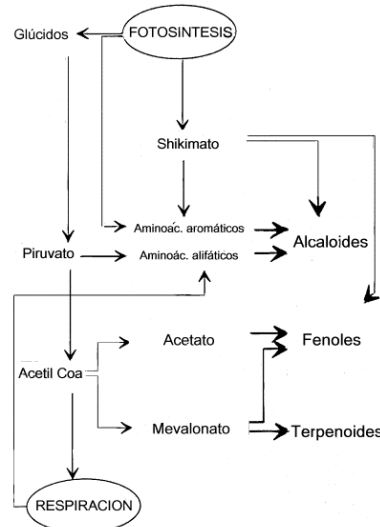 Glúcidos FOTOSINTESIS
Shikimato
Aminoác. aromáticos
Alcaloides
Piruvato Aminoác. alifáticos
Acetato Fenoles
Acetil Coa
Mevalonato Terpenoides
RESPIRACION